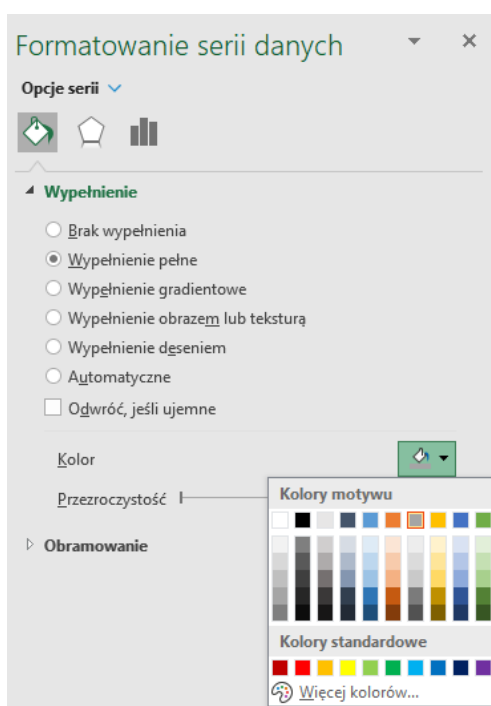 Formatowanie serii danych
Opcje serii
Wypełnienie
Brak wypełnienia
Wypełnienie pełne
Wypełnienie gradientowe
Wypełnienie obrazem lub teksturą
Wypełnienie deseniem
Automatyczne
Odwróć, jeśli ujemne
Kolor
Przezroczystość
Kolory motywu
Obramowanie
Kolory standardowe
Więcej kolorów...